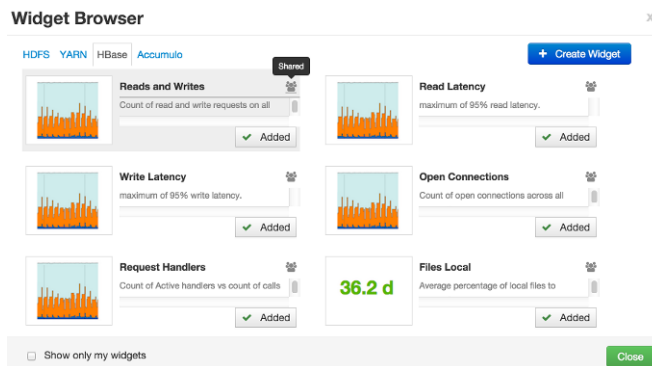 Widget Browser
x
HDFS YARN HBase Accumulo
+ Create Widget
Shared
Reads and Writes
Count of read and write requests on all
Added
Read Latency
maximum of 95% read latency.
Added
Write Latency
maximum of 95% write latency.
Added
Open Connections
Count of open connections across all
Added
Request Handlers
Count of Active handlers vs count of calls
Added
36.2 d
Files Local
Average percentage of local files to
Added
Show only my widgets
Close